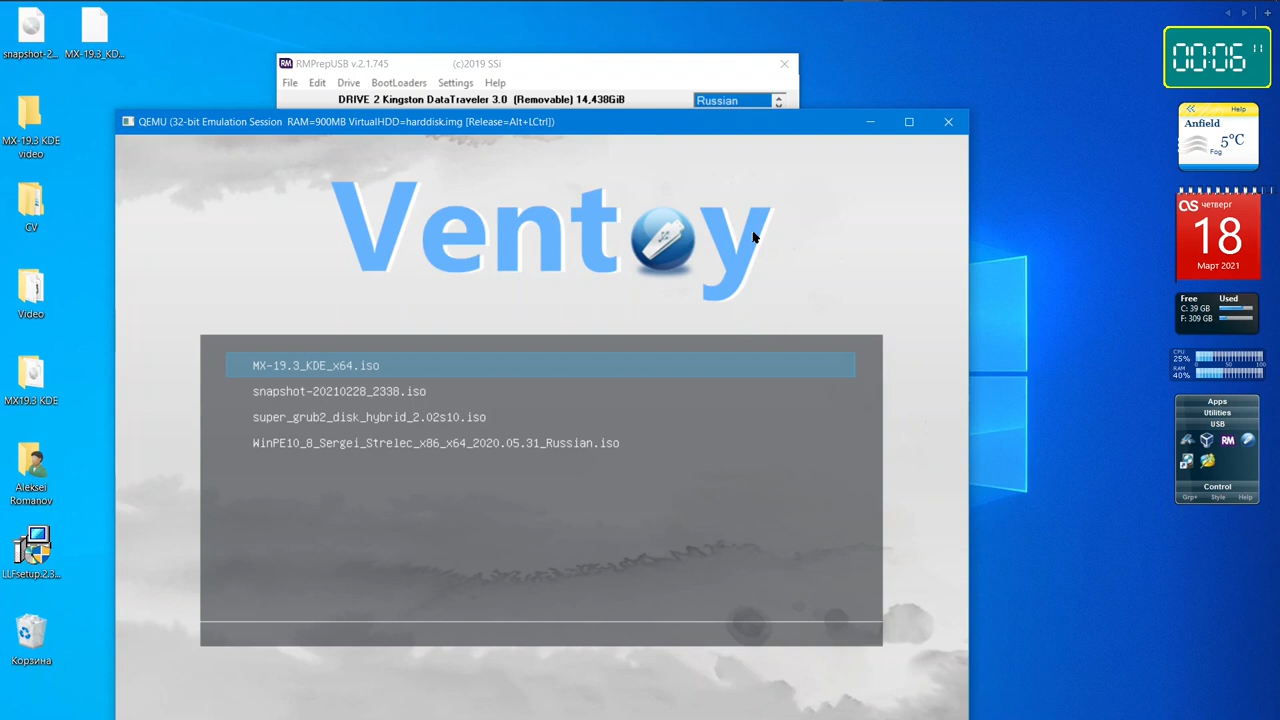 snapshot-2...
MX-19.3_KD...
MX-19.3 KDE
video
CV
Video
MX19.3 KDE
Aleksei
Romanov
LLFsetup.2.3...
Корзина
RMPrepUSB v.2.1.745 (c)2019 SSi
File Edit Drive BootLoaders Settings Help
DRIVE 2 Kingston DataTraveler 3.0 (Removable) 14,438GiB Russian
QEMU (32-bit Emulation Session RAM=900MB VirtualHDD=harddisk.img [Release=Alt+LCtrl])
Ventoy
MX-19.3_KDE_x64.iso
snapshot-20210228_2338.iso
super_grub2_disk_hybrid_2.02s10.iso
WinPE10_8_Sergei_Strelec_x86_x64_2020.05.31_Russian.iso
00:06 11
Help
Anfield
5°C
Fog
четверг
18
Март 2021
Free Used
C: 39 GB
F: 309 GB
CPU
25%
0 50 100
RAM
40%
Apps
Utilities
USB
RM
Control
Grp+ Style Help